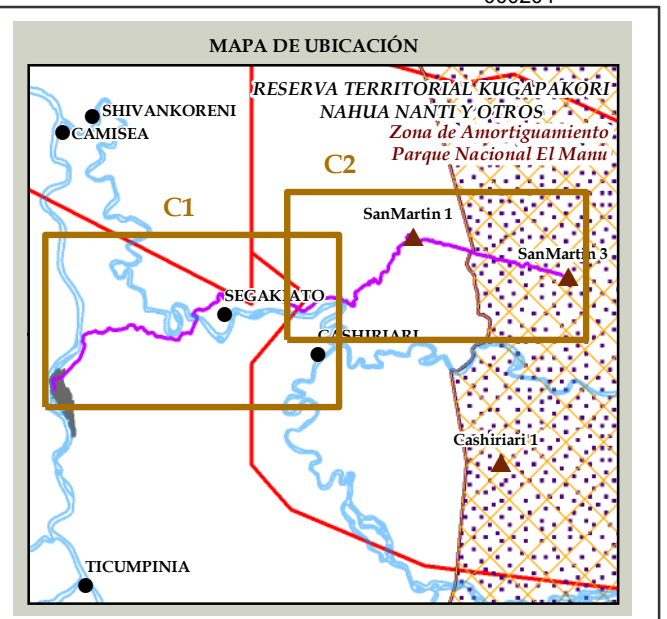 MAPA DE UBICACIÓN
RESERVA TERRITORIAL KUGAPAKORI
NAHUA NANTI Y OTROS
Zona de Amortiguamiento
Parque Nacional El Manu
SHIVANKORENI
CAMISEA
C2
C1
SanMartin 1
SanMartin 3
SEGAKIATO
CASHIRIARI
Cashiriari 1
TICUMPINIA